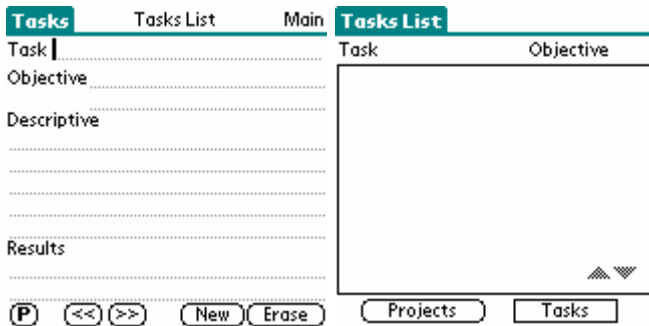 Tasks Tasks List Main
Task
Objective
Descriptive
Results
P << >> New Erase
Tasks List
Task Objective
Projects Tasks